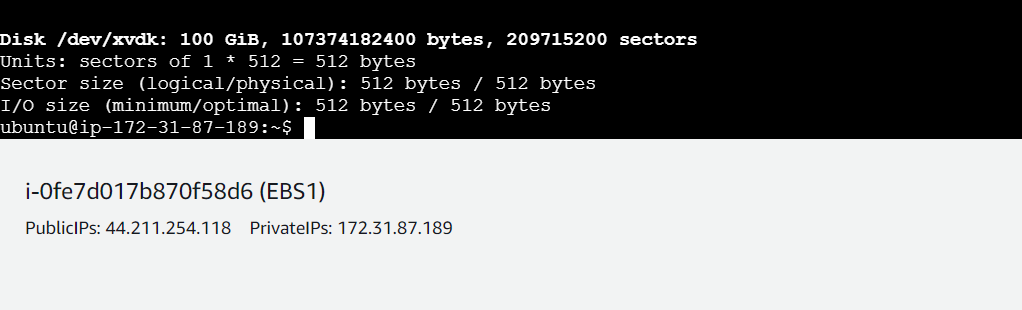 Disk /dev/xvdk: 100 GiB, 107374182400 bytes, 209715200 sectors
Units: sectors of 1 * 512 = 512 bytes
Sector size (logical/physical): 512 bytes / 512 bytes
I/O size (minimum/optimal): 512 bytes / 512 bytes
ubuntu@ip-172-31-87-189:~$
i-0fe7d017b870f58d6 (EBS1)
PublicIPs: 44.211.254.118 PrivateIPs: 172.31.87.189